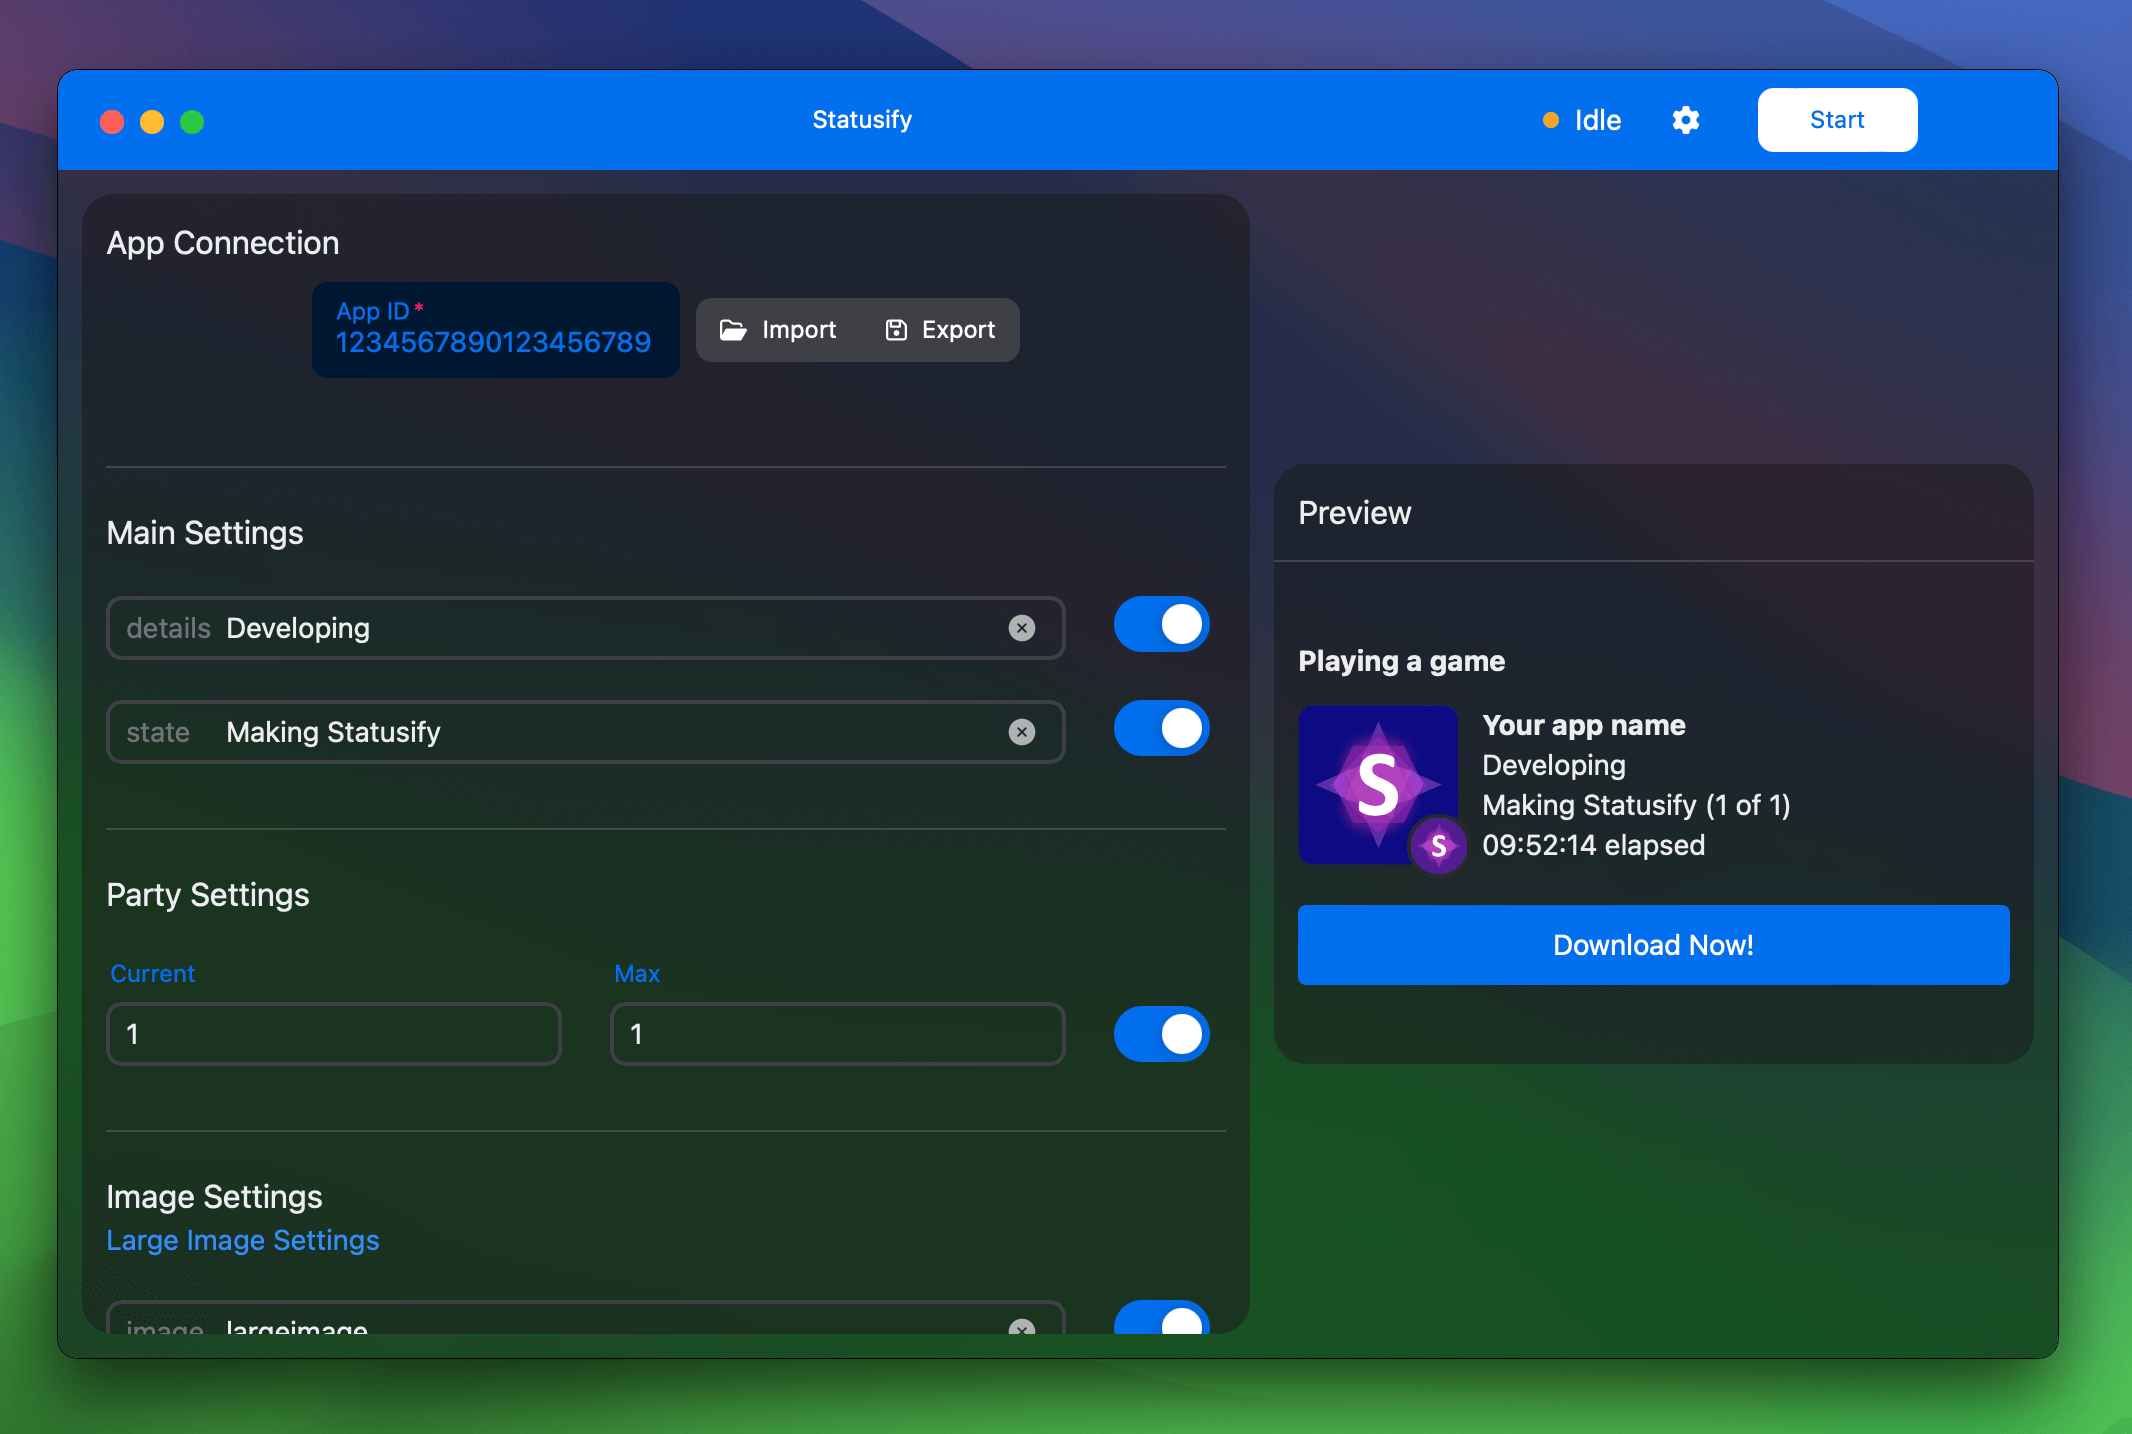 Statusify
Idle
Start
App Connection
App ID*
1234567890123456789
Import
Export
Main Settings
details Developing
state Making Statusify
Party Settings
Current
Max
1
1
Image Settings
Large Image Settings
image largeimage
Preview
Playing a game
S
S
Your app name
Developing
Making Statusify (1 of 1)
09:52:14 elapsed
Download Now!